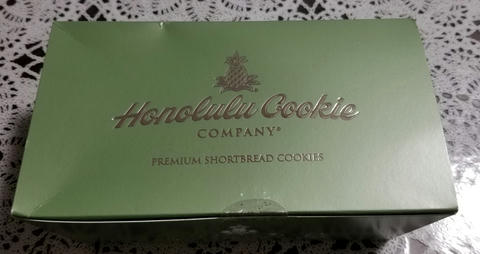 Honolulu Cookie
COMPANY®
PREMIUM SHORTBREAD COOKIES